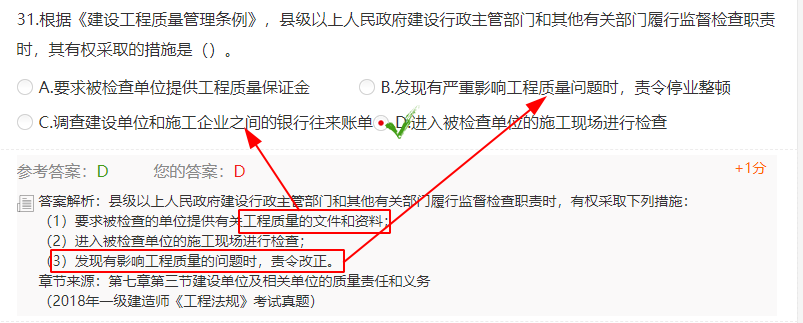 31.根据《建设工程质量管理条例》，县级以上人民政府建设行政主管部门和其他有关部门履行监督检查职责
时，其有权采取的措施是（）。
A.要求被检查单位提供工程质量保证金
B.发现有严重影响工程质量问题时，责令停业整顿
C.调查建设单位和施工企业之间的银行往来账单
D.进入被检查单位的施工现场进行检查
参考答案：D 您的答案：D
+1分
答案解析：县级以上人民政府建设行政主管部门和其他有关部门履行监督检查职责时，有权采取下列措施：
（1）要求被检查的单位提供有关工程质量的文件和资料；
（2）进入被检查单位的施工现场进行检查；
（3）发现有影响工程质量的问题时，责令改正。
章节来源：第七章第三节建设单位及相关单位的质量责任和义务
（2018年一级建造师《工程法规》考试真题）